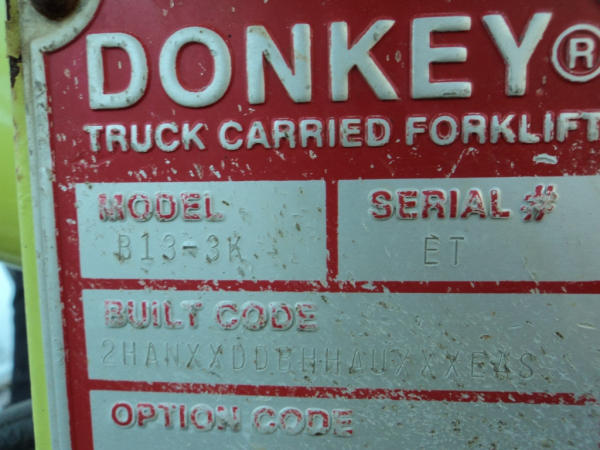 DONKEY®
TRUCK CARRIED FORKLIFT
MODEL SERIAL #
B13-3K ET
BUILT CODE
OPTION CODE